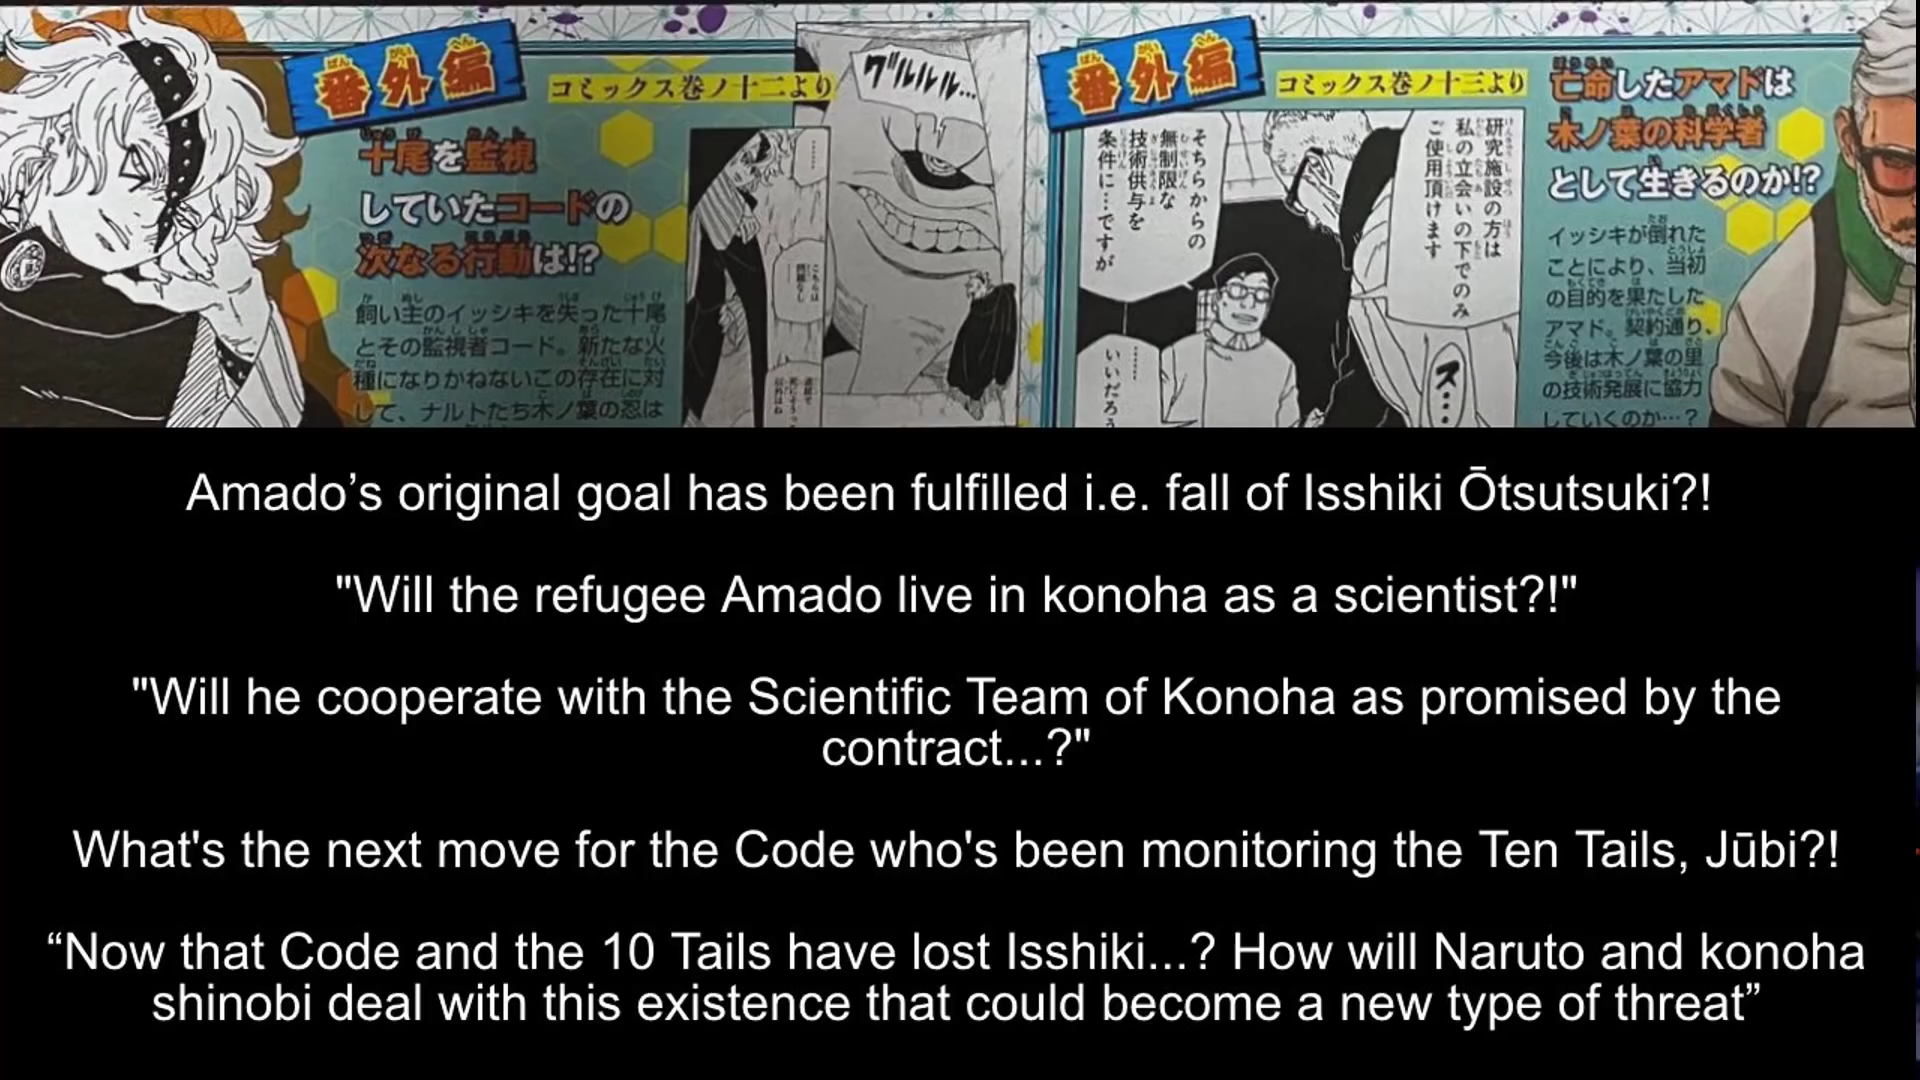 番外編
コミックス巻ノ十二より
十尾を監視
していたコードの
次なる行動は!?
飼い主のイッシキを失った十尾
とその監視者コード。新たな火
種になりかねないこの存在に対
して、ナルトたち木ノ葉の忍は
グルルル…
番外編
コミックス巻ノ十三より
研究施設の方は
私の立会いの下でのみ
ご使用頂けます
そちらからの
無制限な
技術供与を
条件に…ですが
……
いいだろう
ス…
亡命したアマドは
木ノ葉の科学者
として生きるのか!?
イッシキが倒れた
ことにより、当初
の目的を果たした
アマド。契約通り、
今後は木ノ葉の里
の技術発展に協力
していくのか…?
Amado’s original goal has been fulfilled i.e. fall of Isshiki Ōtsutsuki?!
"Will the refugee Amado live in konoha as a scientist?!"
"Will he cooperate with the Scientific Team of Konoha as promised by the
contract...?"
What's the next move for the Code who's been monitoring the Ten Tails, Jūbi?!
“Now that Code and the 10 Tails have lost Isshiki...? How will Naruto and konoha
shinobi deal with this existence that could become a new type of threat”